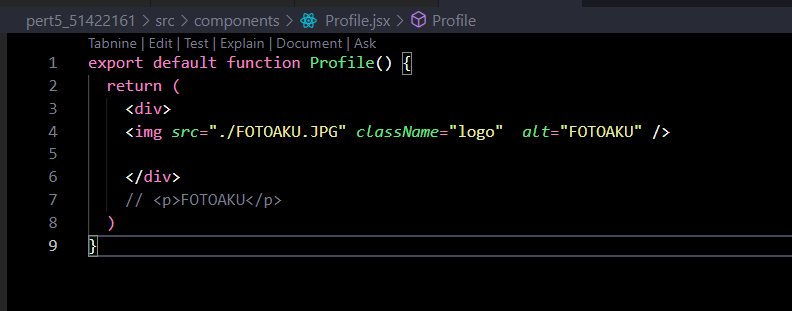 pert5_51422161 > src > components > Profile.jsx > Profile
Tabnine | Edit | Test | Explain | Document | Ask
1 export default function Profile() {
2 return (
3 <div>
4 <img src="./FOTOAKU.JPG" className="logo"  alt="FOTOAKU" />
5
6 </div>
7 // <p>FOTOAKU</p>
8 )
9 }